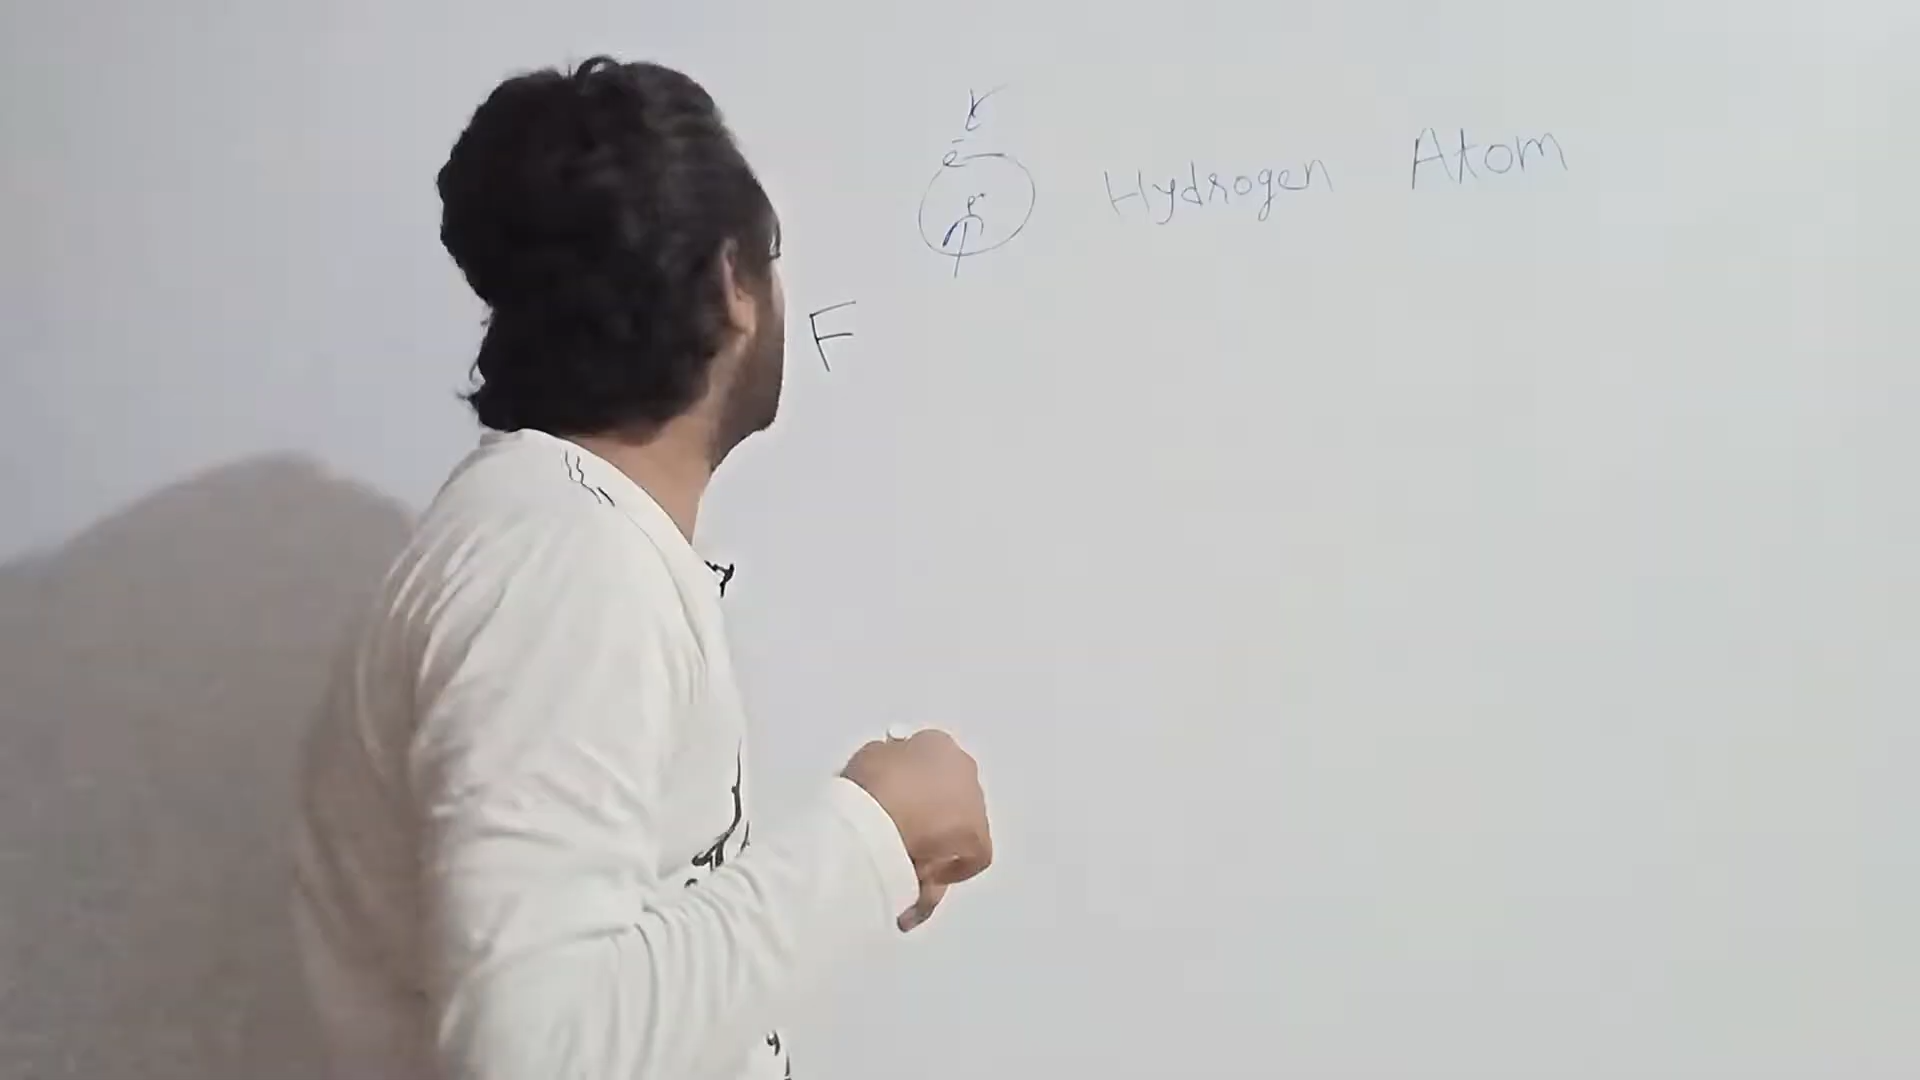 e⁻
Hydrogen Atom
F